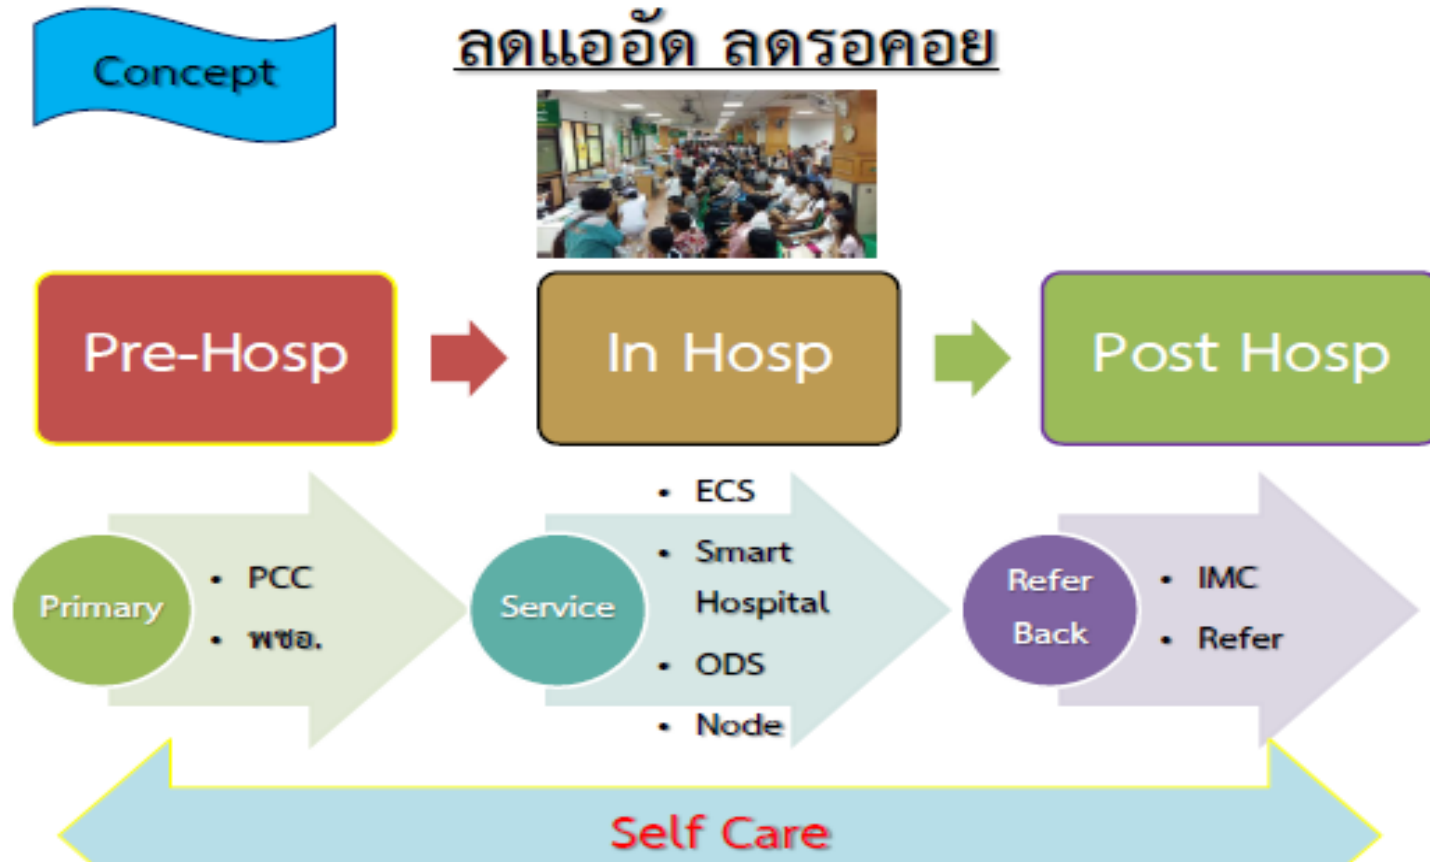 Concept
ลดแออัด ลดรอคอย
Pre-Hosp
In Hosp
Post Hosp
Primary
• PCC
• พชอ.
Service
• ECS
• Smart
Hospital
• ODS
• Node
Refer
Back
• IMC
• Refer
Self Care